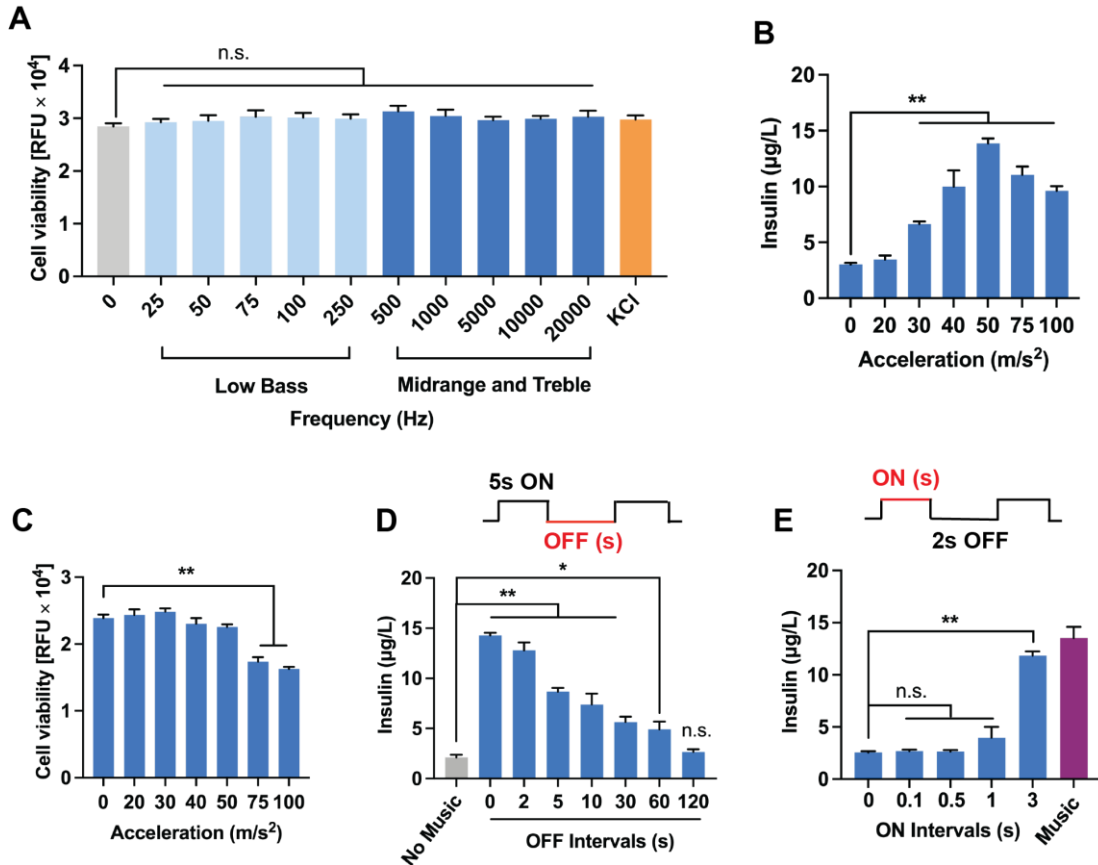 A
n.s.
Cell viability [RFU × 10⁴]
4
3
2
1
0
0 25 50 75 100 250 500 1000 5000 10000 20000 KCl
Low Bass Midrange and Treble
Frequency (Hz)
B
**
Insulin (µg/L)
20
15
10
5
0
0 20 30 40 50 75 100
Acceleration (m/s²)
C
**
Cell viability [RFU × 10⁴]
3
2
1
0
0 20 30 40 50 75 100
Acceleration (m/s²)
D
5s ON
OFF (s)
*
**
n.s.
Insulin (µg/L)
20
15
10
5
0
No Music 0 2 5 10 30 60 120
OFF Intervals (s)
E
ON (s)
2s OFF
**
n.s.
Insulin (µg/L)
20
15
10
5
0
0 0.1 0.5 1 3 Music
ON Intervals (s)